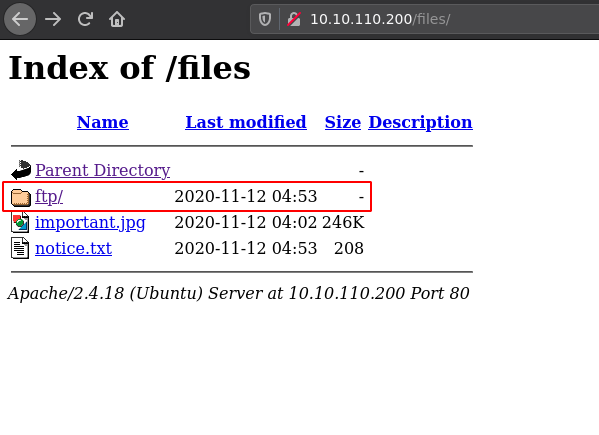 10.10.110.200/files/
Index of /files
Name Last modified Size Description
Parent Directory -
ftp/ 2020-11-12 04:53 -
important.jpg 2020-11-12 04:02 246K
notice.txt 2020-11-12 04:53 208
Apache/2.4.18 (Ubuntu) Server at 10.10.110.200 Port 80